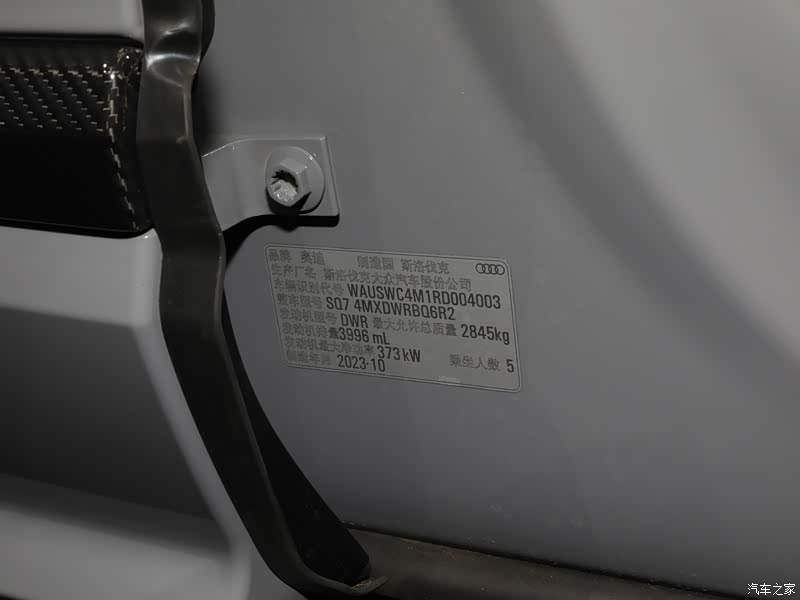 品牌 奥迪 制造国 斯洛伐克
生产厂名 斯洛伐克大众汽车股份公司
车辆识别代号 WAUSWC4M1RD004003
整车型号 SQ7 4MXDWRBQ6R2
发动机型号 DWR 最大允许总质量 2845kg
发动机排量3996 mL
发动机最大净功率 373 kW 乘坐人数 5
制造年月 2023·10
汽车之家